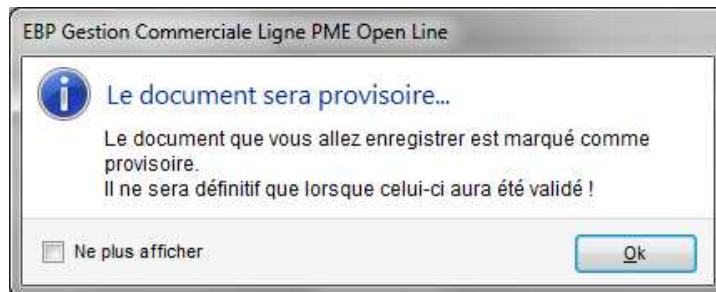 EBP Gestion Commerciale Ligne PME Open Line
Le document sera provisoire...
Le document que vous allez enregistrer est marqué comme
provisoire.
Il ne sera définitif que lorsque celui-ci aura été validé !
Ne plus afficher
Ok